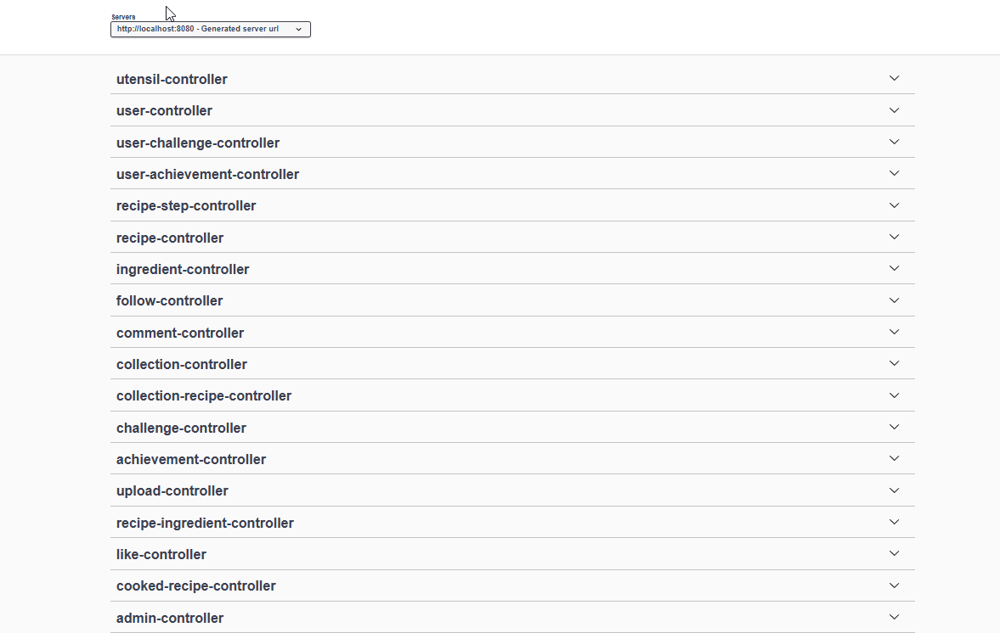 Servers
http://localhost:8080 - Generated server url
utensil-controller
user-controller
user-challenge-controller
user-achievement-controller
recipe-step-controller
recipe-controller
ingredient-controller
follow-controller
comment-controller
collection-controller
collection-recipe-controller
challenge-controller
achievement-controller
upload-controller
recipe-ingredient-controller
like-controller
cooked-recipe-controller
admin-controller